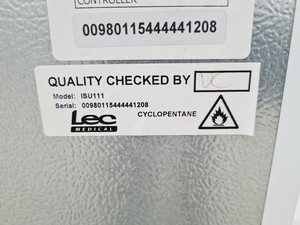 CONTROLLER
00980115444441208
QUALITY CHECKED BY
Model: ISU111
Serial: 00980115444441208
Lec
MEDICAL
CYCLOPENTANE